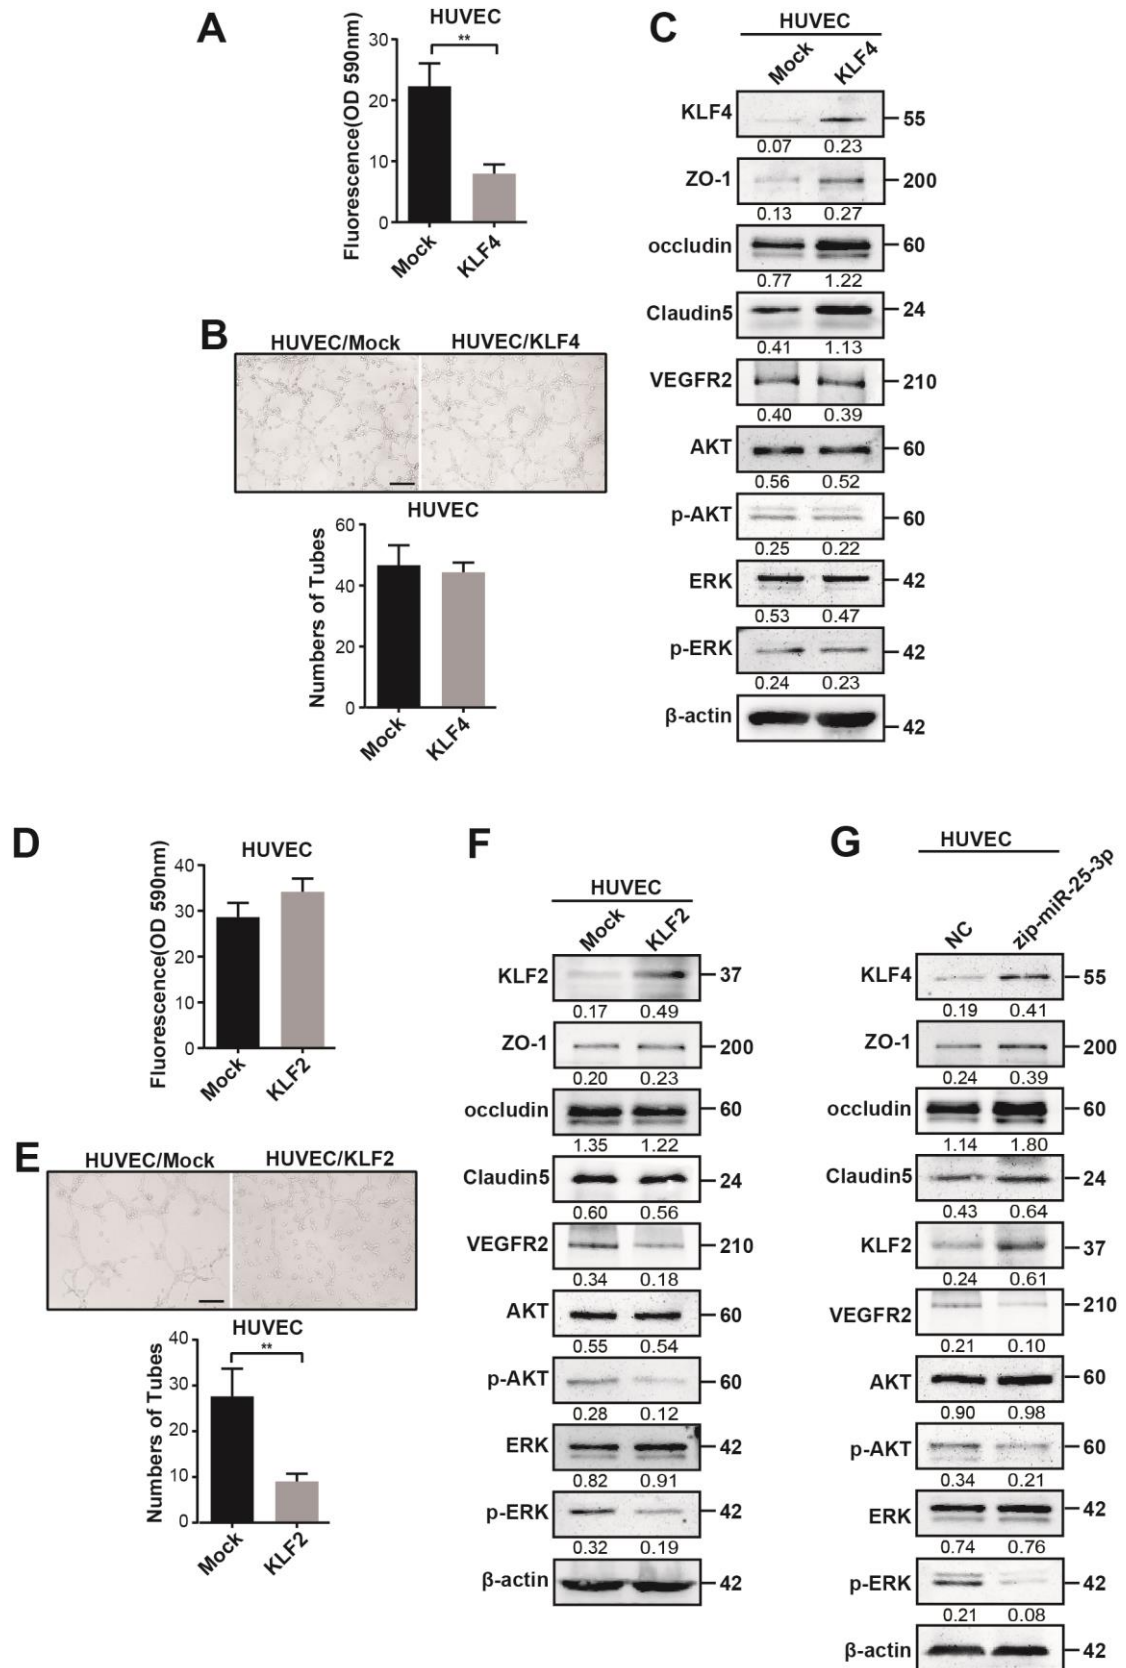 A
HUVEC
**
Fluorescence(OD 590nm)
30
20
10
0
Mock
KLF4
B
HUVEC/Mock
HUVEC/KLF4
HUVEC
Numbers of Tubes
60
40
20
0
Mock
KLF4
C
HUVEC
Mock
KLF4
KLF4
55
0.07 0.23
ZO-1
200
0.13 0.27
occludin
60
0.77 1.22
Claudin5
24
0.41 1.13
VEGFR2
210
0.40 0.39
AKT
60
0.56 0.52
p-AKT
60
0.25 0.22
ERK
42
0.53 0.47
p-ERK
42
0.24 0.23
β-actin
42
D
HUVEC
Fluorescence(OD 590nm)
40
30
20
10
0
Mock
KLF2
E
HUVEC/Mock
HUVEC/KLF2
HUVEC
**
Numbers of Tubes
40
30
20
10
0
Mock
KLF2
F
HUVEC
Mock
KLF2
KLF2
37
0.17 0.49
ZO-1
200
0.20 0.23
occludin
60
1.35 1.22
Claudin5
24
0.60 0.56
VEGFR2
210
0.34 0.18
AKT
60
0.55 0.54
p-AKT
60
0.28 0.12
ERK
42
0.82 0.91
p-ERK
42
0.32 0.19
β-actin
42
G
HUVEC
NC
zip-miR-25-3p
KLF4
55
0.19 0.41
ZO-1
200
0.24 0.39
occludin
60
1.14 1.80
Claudin5
24
0.43 0.64
KLF2
37
0.24 0.61
VEGFR2
210
0.21 0.10
AKT
60
0.90 0.98
p-AKT
60
0.34 0.21
ERK
42
0.74 0.76
p-ERK
42
0.21 0.08
β-actin
42